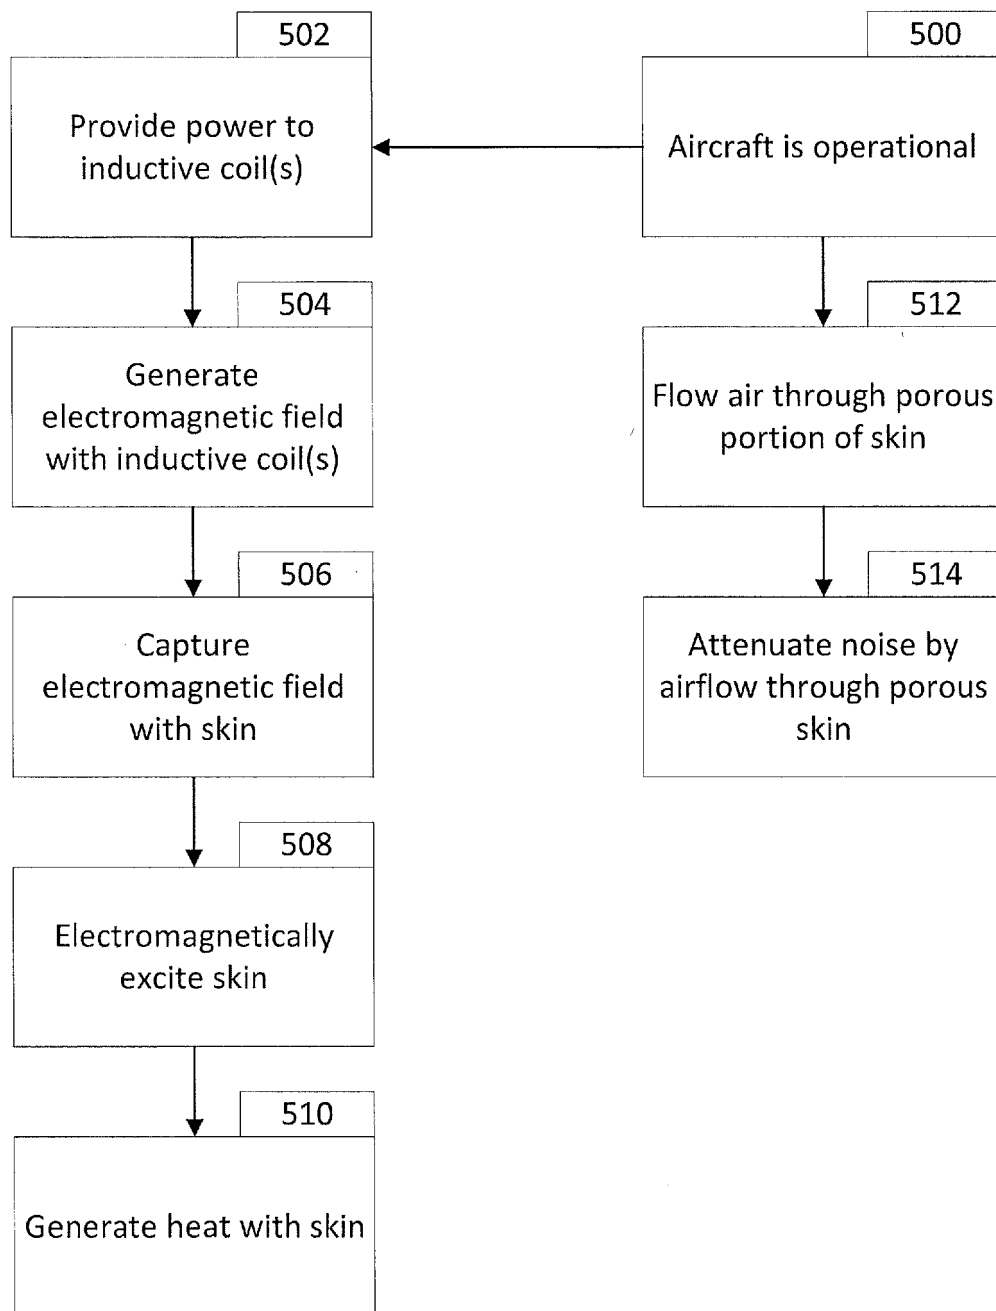 502
Provide power to
inductive coil(s)
500
Aircraft is operational
504
Generate
electromagnetic field
with inductive coil(s)
512
Flow air through porous
portion of skin
506
Capture
electromagnetic field
with skin
514
Attenuate noise by
airflow through porous
skin
508
Electromagnetically
excite skin
510
Generate heat with skin